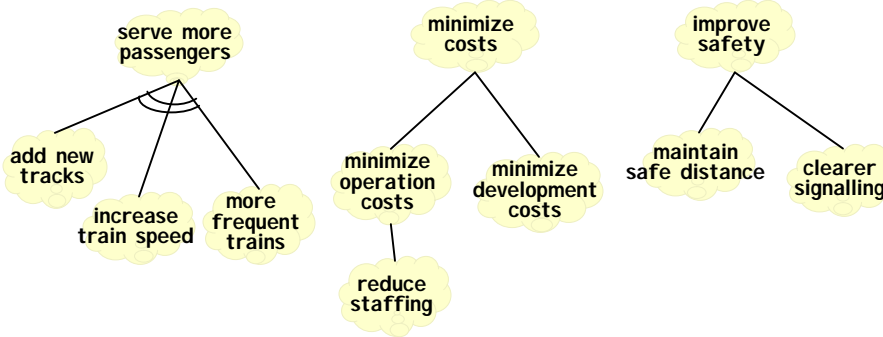 serve more
passengers
minimize
costs
improve
safety
add new
tracks
increase
train speed
more
frequent
trains
minimize
operation
costs
minimize
development
costs
maintain
safe distance
clearer
signalling
reduce
staffing